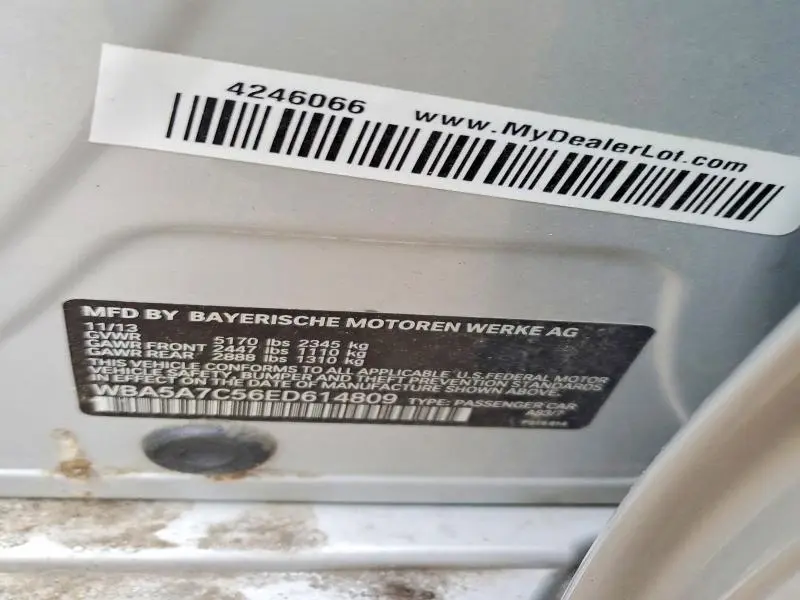 4246066 www.MyDealerLot.com
MFD BY BAYERISCHE MOTOREN WERKE AG
11/13
GVWR 5170 lbs 2345 kg
GAWR FRONT 2447 lbs 1110 kg
GAWR REAR 2888 lbs 1310 kg
THIS VEHICLE CONFORMS TO ALL APPLICABLE U.S.FEDERAL MOTOR
VEHICLE SAFETY, BUMPER AND THEFT PREVENTION STANDARDS
IN EFFECT ON THE DATE OF MANUFACTURE SHOWN ABOVE.
WBA5A7C56ED614809 TYPE: PASSENGER CAR
A83/7